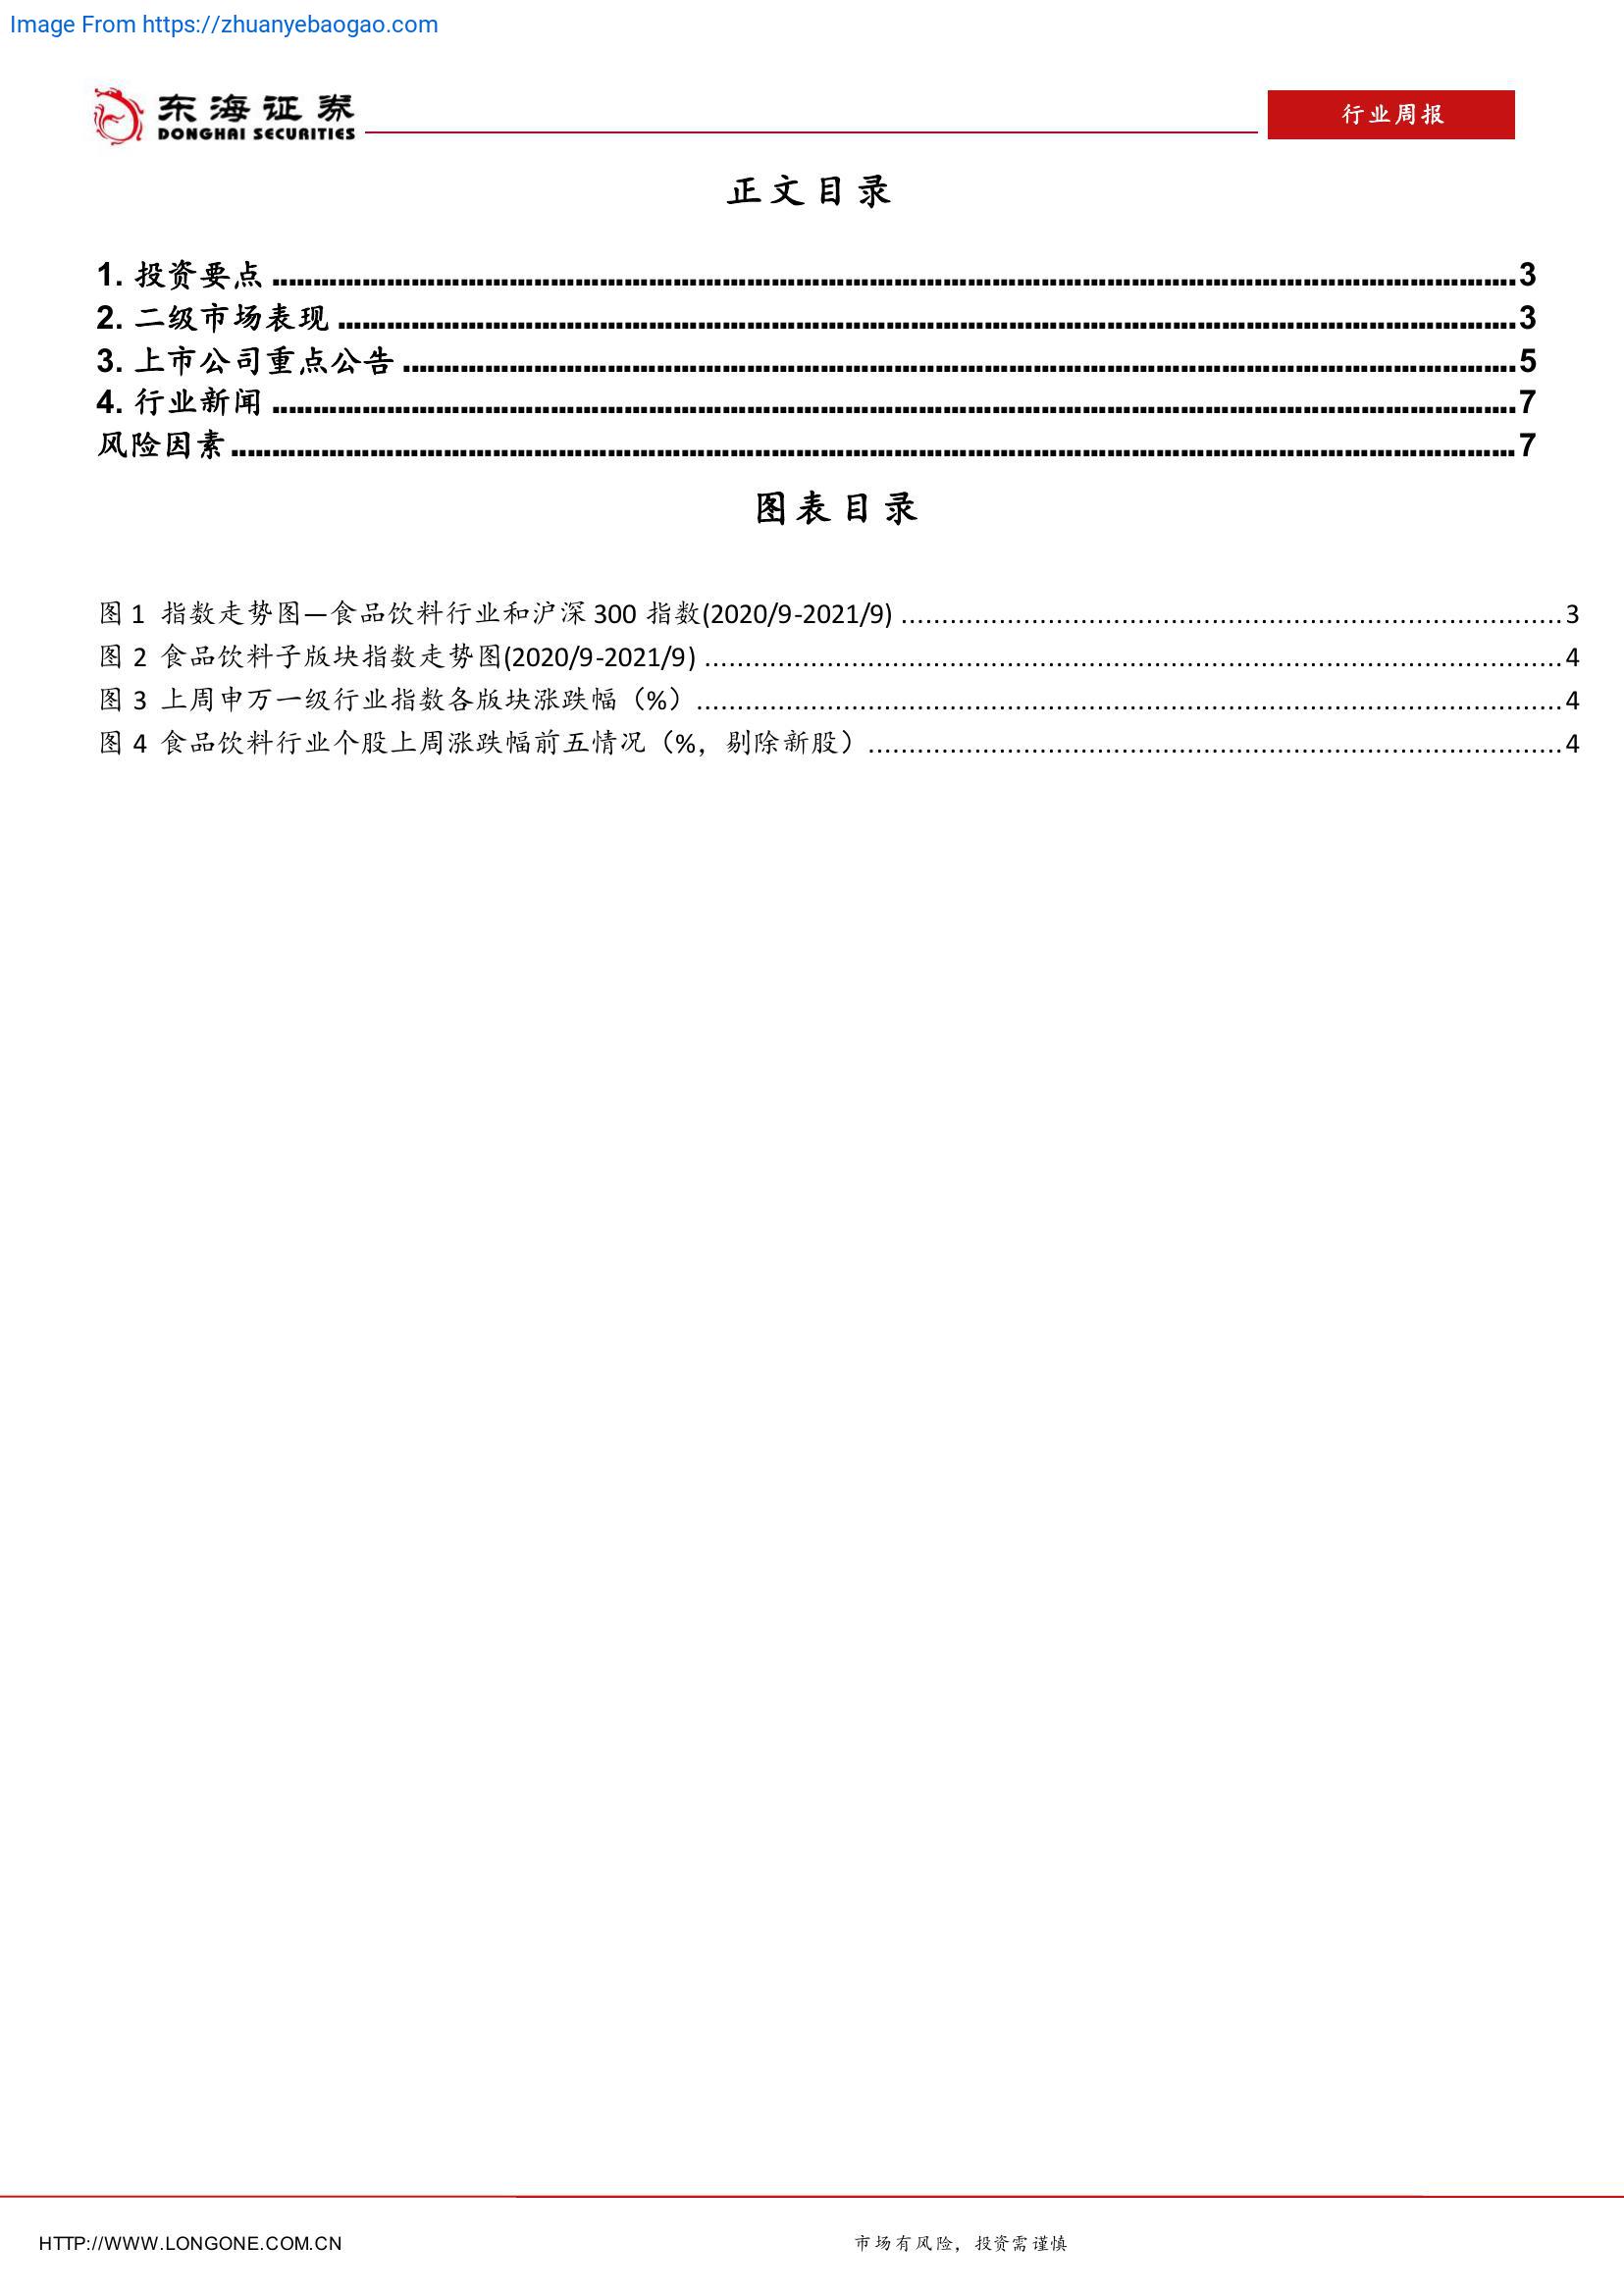 Image From https://zhuanyebaogao.com
东海证券
DONGHAI SECURITIES
行业周报
正文目录
1. 投资要点 ........................................ 3
2. 二级市场表现 ........................................ 3
3. 上市公司重点公告 ........................................ 5
4. 行业新闻 ........................................ 7
风险因素 ........................................ 7
图表目录
图 1 指数走势图—食品饮料行业和沪深 300 指数(2020/9-2021/9) ........................................ 3
图 2 食品饮料子版块指数走势图(2020/9-2021/9) ........................................ 4
图 3 上周申万一级行业指数各版块涨跌幅（%）........................................ 4
图 4 食品饮料行业个股上周涨跌幅前五情况（%，剔除新股）........................................ 4
HTTP://WWW.LONGONE.COM.CN
市场有风险，投资需谨慎